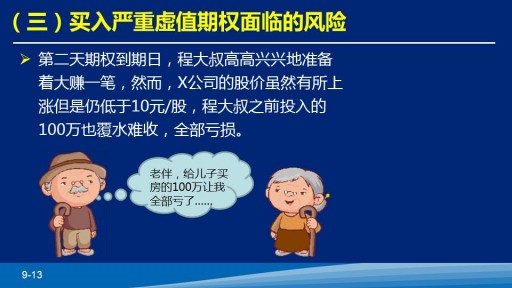 （三）买入严重虚值期权面临的风险
第二天期权到期日，程大叔高高兴兴地准备
着大赚一笔，然而，X公司的股价虽然有所上
涨但是仍低于10元/股，程大叔之前投入的
100万也覆水难收，全部亏损。
老伴，给儿子买
房的100万让我
全部亏了……,
9-13